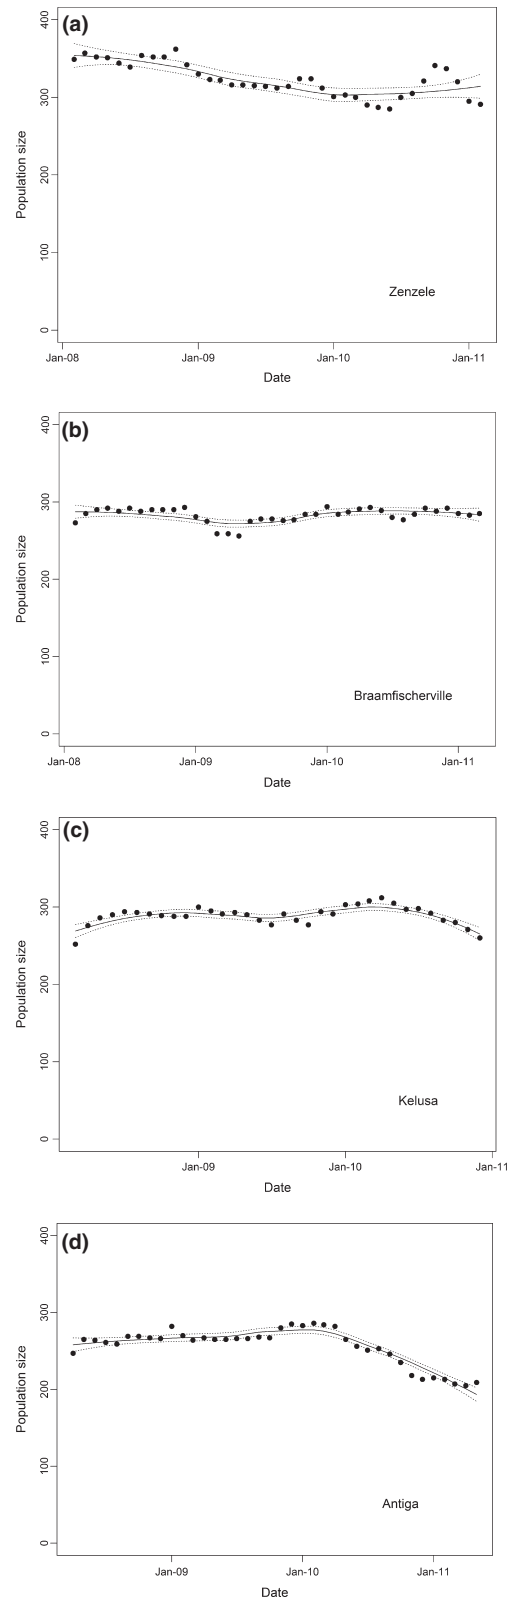 (a)
400
300
200
100
0
Population size
Zenzele
Jan-08 Jan-09 Jan-10 Jan-11
Date
(b)
400
300
200
100
0
Population size
Braamfischerville
Jan-08 Jan-09 Jan-10 Jan-11
Date
(c)
400
300
200
100
0
Population size
Kelusa
Jan-09 Jan-10 Jan-11
Date
(d)
400
300
200
100
0
Population size
Antiga
Jan-09 Jan-10 Jan-11
Date